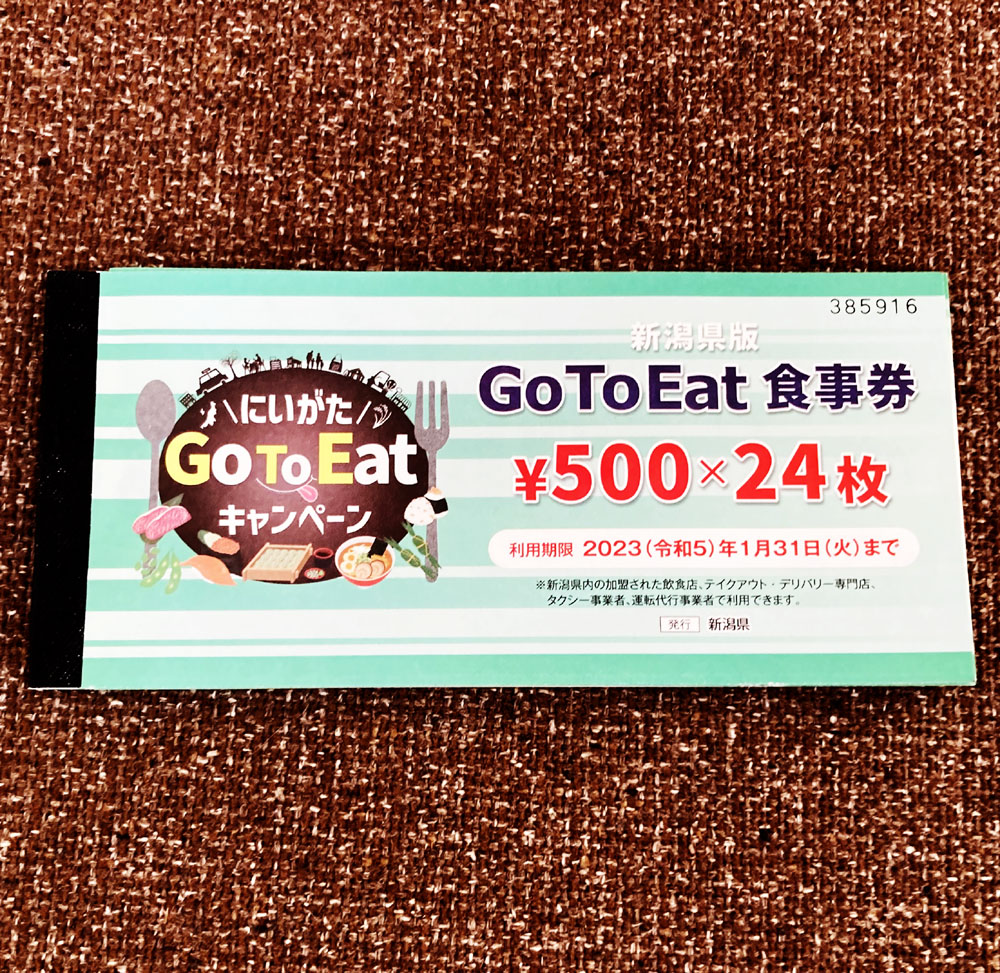 385916
新潟県版
GoToEat 食事券
¥500×24枚
利用期限 2023(令和5)年1月31日(火)まで
※新潟県内の加盟された飲食店、テイクアウト・デリバリー専門店、
タクシー事業者、運転代行事業者で利用できます。
発行 新潟県
\にいがた/
GoToEat
キャンペーン